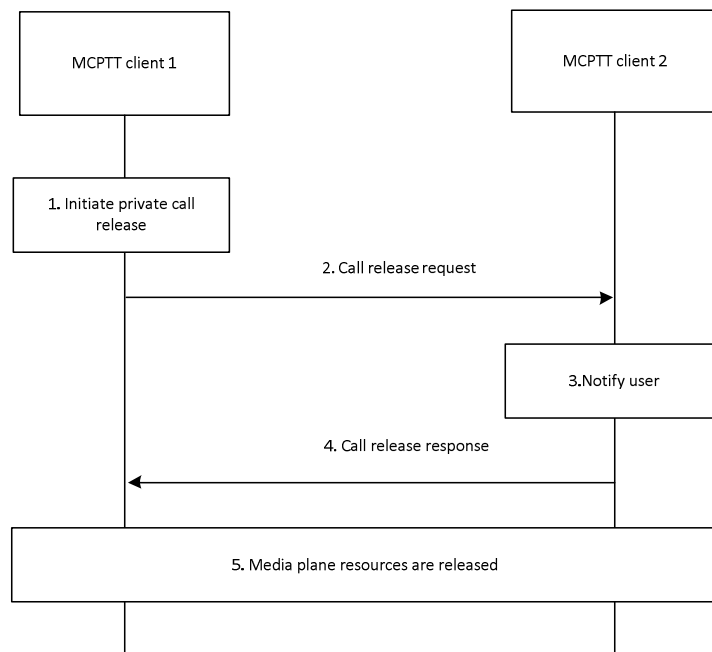 MCPTT client 1
MCPTT client 2
1. Initiate private call
release
2. Call release request
3.Notify user
4. Call release response
5. Media plane resources are released